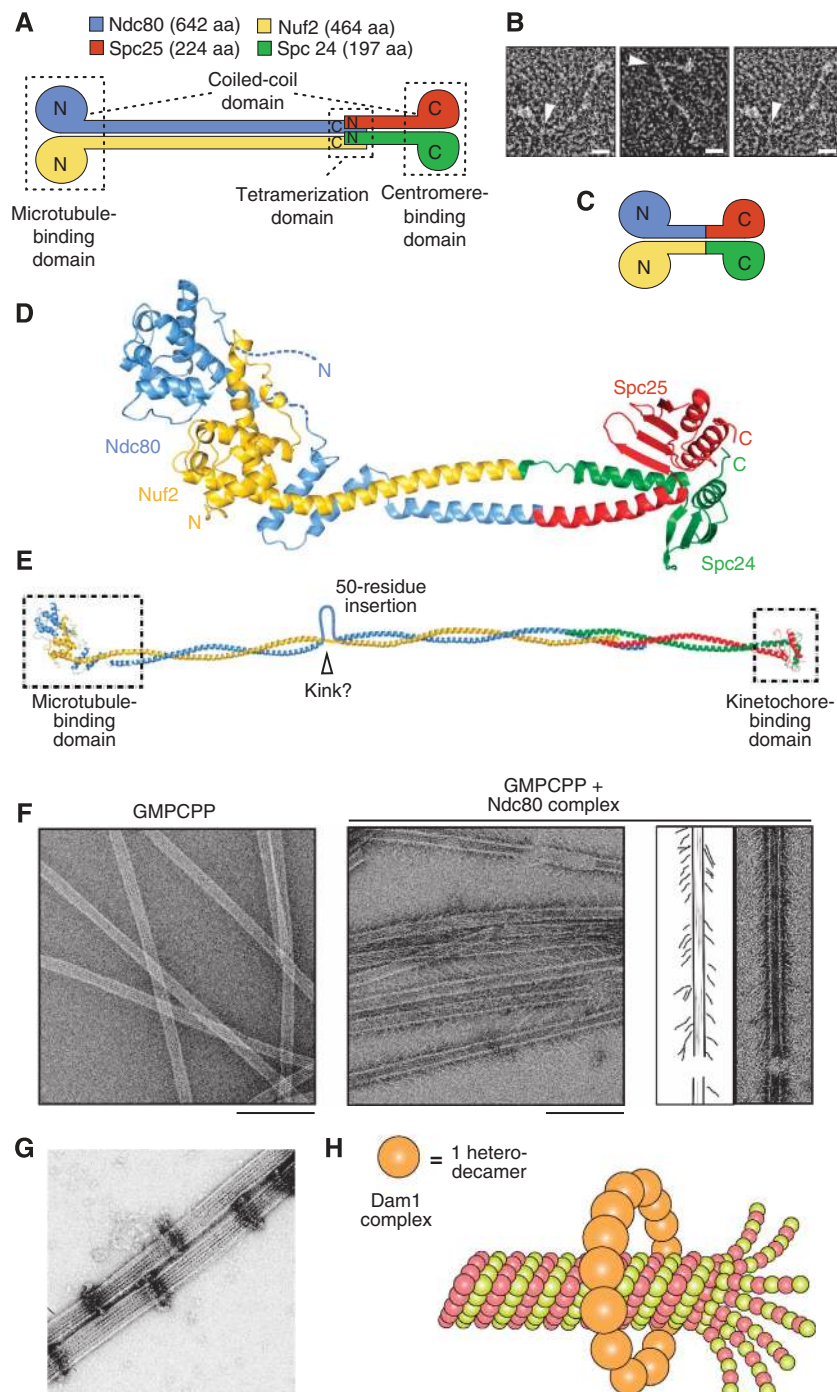 A
Ndc80 (642 aa)
Nuf2 (464 aa)
Spc25 (224 aa)
Spc 24 (197 aa)
N
Coiled-coil
domain
C
C
N
C
N
N
C
Tetramerization
domain
Microtubule-
binding
domain
Centromere-
binding
domain
B
C
N
C
N
C
D
N
Ndc80
Nuf2
N
Spc25
C
C
Spc24
E
50-residue
insertion
Kink?
Microtubule-
binding
domain
Kinetochore-
binding
domain
F
GMPCPP
GMPCPP +
Ndc80 complex
G
H
= 1 hetero-
decamer
Dam1
complex